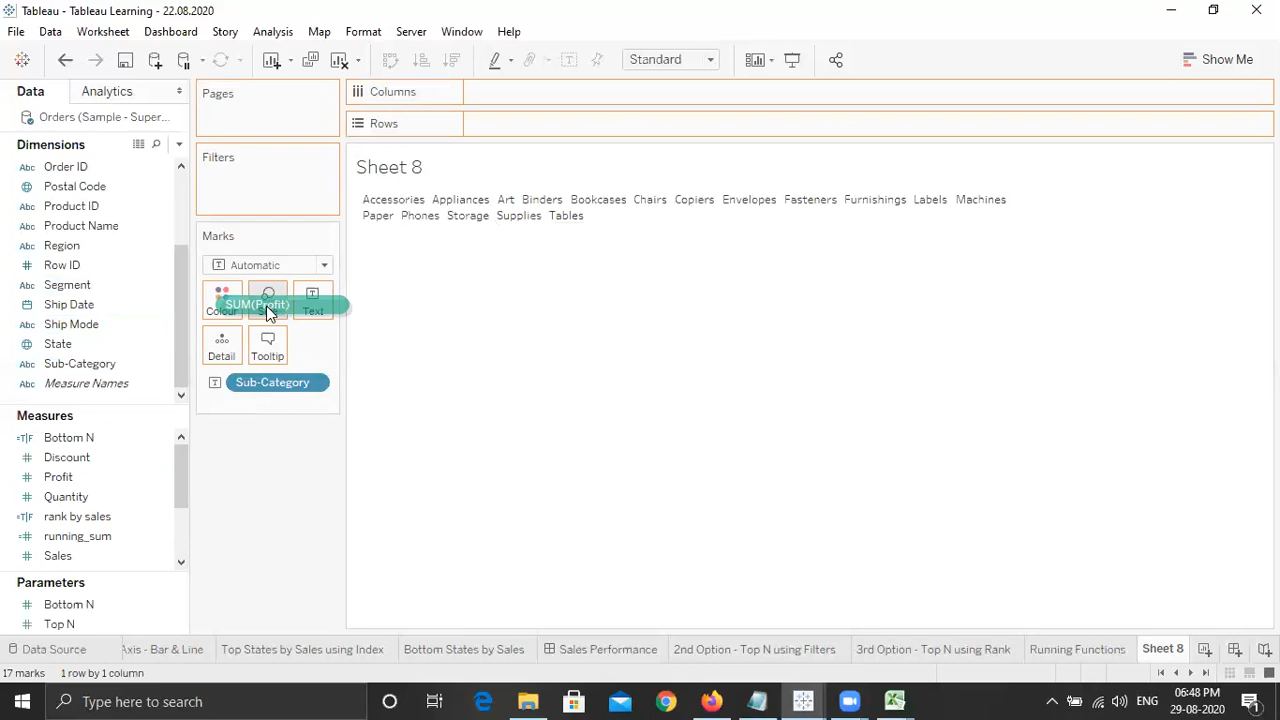 Tableau - Tableau Learning - 22.08.2020
File Data Worksheet Dashboard Story Analysis Map Format Server Window Help
Standard
Show Me
Data Analytics
Orders (Sample - Super...
Dimensions
Order ID
Postal Code
Product ID
Product Name
Region
Row ID
Segment
Ship Date
Ship Mode
State
Sub-Category
Measure Names
Measures
Bottom N
Discount
Profit
Quantity
rank by sales
running_sum
Sales
Parameters
Bottom N
Top N
Pages
Filters
Marks
Automatic
SUM(Profit)
Colour Text
Detail Tooltip
Sub-Category
Columns
Rows
Sheet 8
Accessories Appliances Art Binders Bookcases Chairs Copiers Envelopes Fasteners Furnishings Labels Machines
Paper Phones Storage Supplies Tables
Data Source Axis - Bar & Line Top States by Sales using Index Bottom States by Sales Sales Performance 2nd Option - Top N using Filters 3rd Option - Top N using Rank Running Functions Sheet 8
17 marks 1 row by 1 column
Type here to search
ENG
06:48 PM
29-08-2020
1